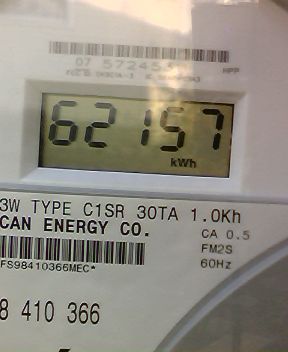 07 572453
62157
kWh
3W TYPE C1SR 30TA 1.0Kh
CAN ENERGY CO.
CA 0.5
FM2S
60Hz
FS98410366MEC*
8 410 366